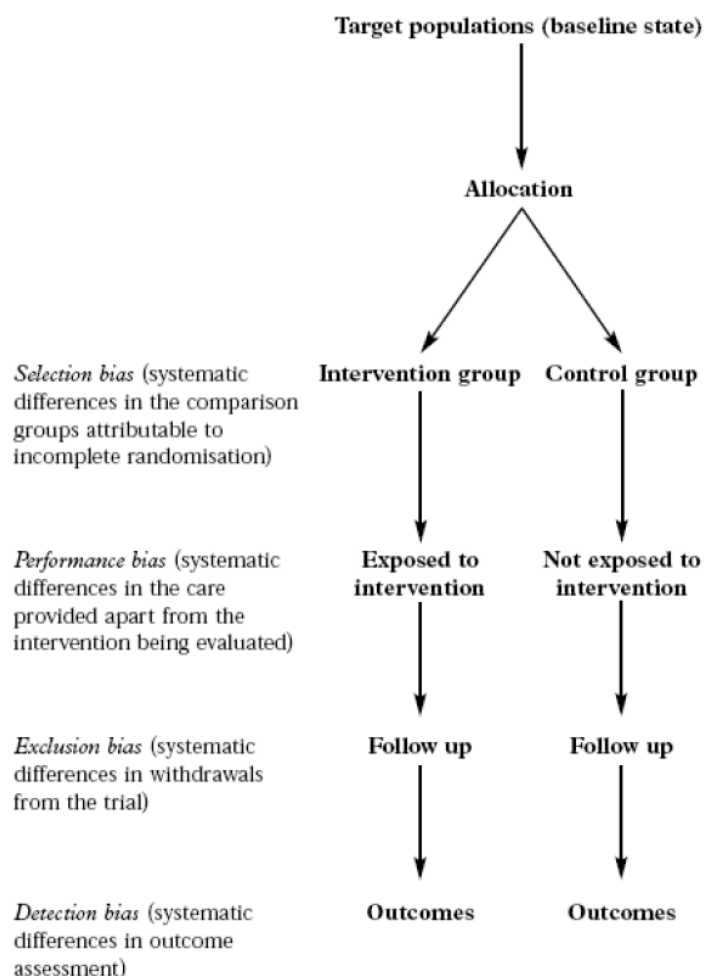 Target populations (baseline state)
Allocation
Selection bias (systematic
differences in the comparison
groups attributable to
incomplete randomisation)
Intervention group
Control group
Performance bias (systematic
differences in the care
provided apart from the
intervention being evaluated)
Exposed to
intervention
Not exposed to
intervention
Exclusion bias (systematic
differences in withdrawals
from the trial)
Follow up
Follow up
Detection bias (systematic
differences in outcome
assessment)
Outcomes
Outcomes